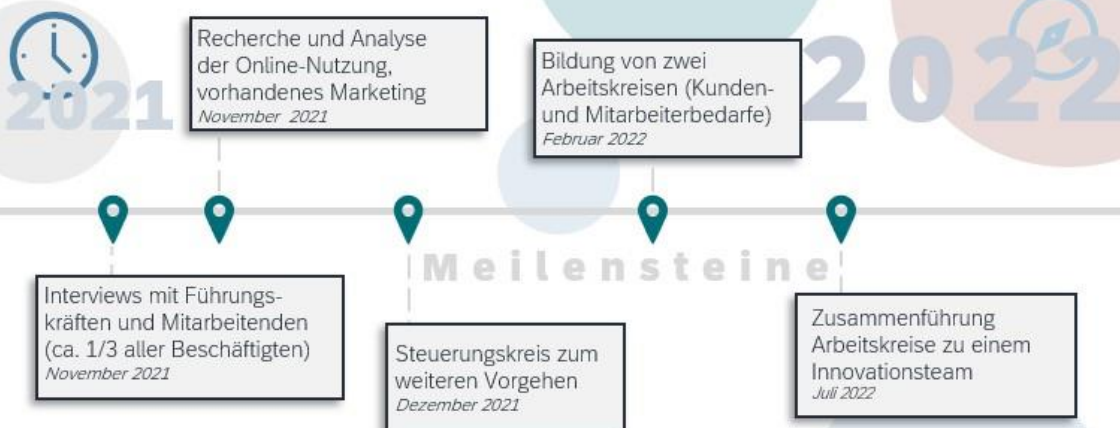 2021
Recherche und Analyse
der Online-Nutzung,
vorhandenes Marketing
November 2021
Bildung von zwei
Arbeitskreisen (Kunden-
und Mitarbeiterbedarfe)
Februar 2022
2022
Meilensteine
Interviews mit Führungs-
kräften und Mitarbeitenden
(ca. 1/3 aller Beschäftigten)
November 2021
Steuerungskreis zum
weiteren Vorgehen
Dezember 2021
Zusammenführung
Arbeitskreise zu einem
Innovationsteam
Juli 2022